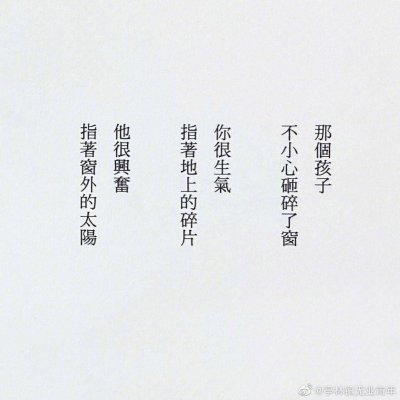 那個孩子
不小心砸碎了窗
你很生氣
指著地上的碎片
他很興奮
指著窗外的太陽